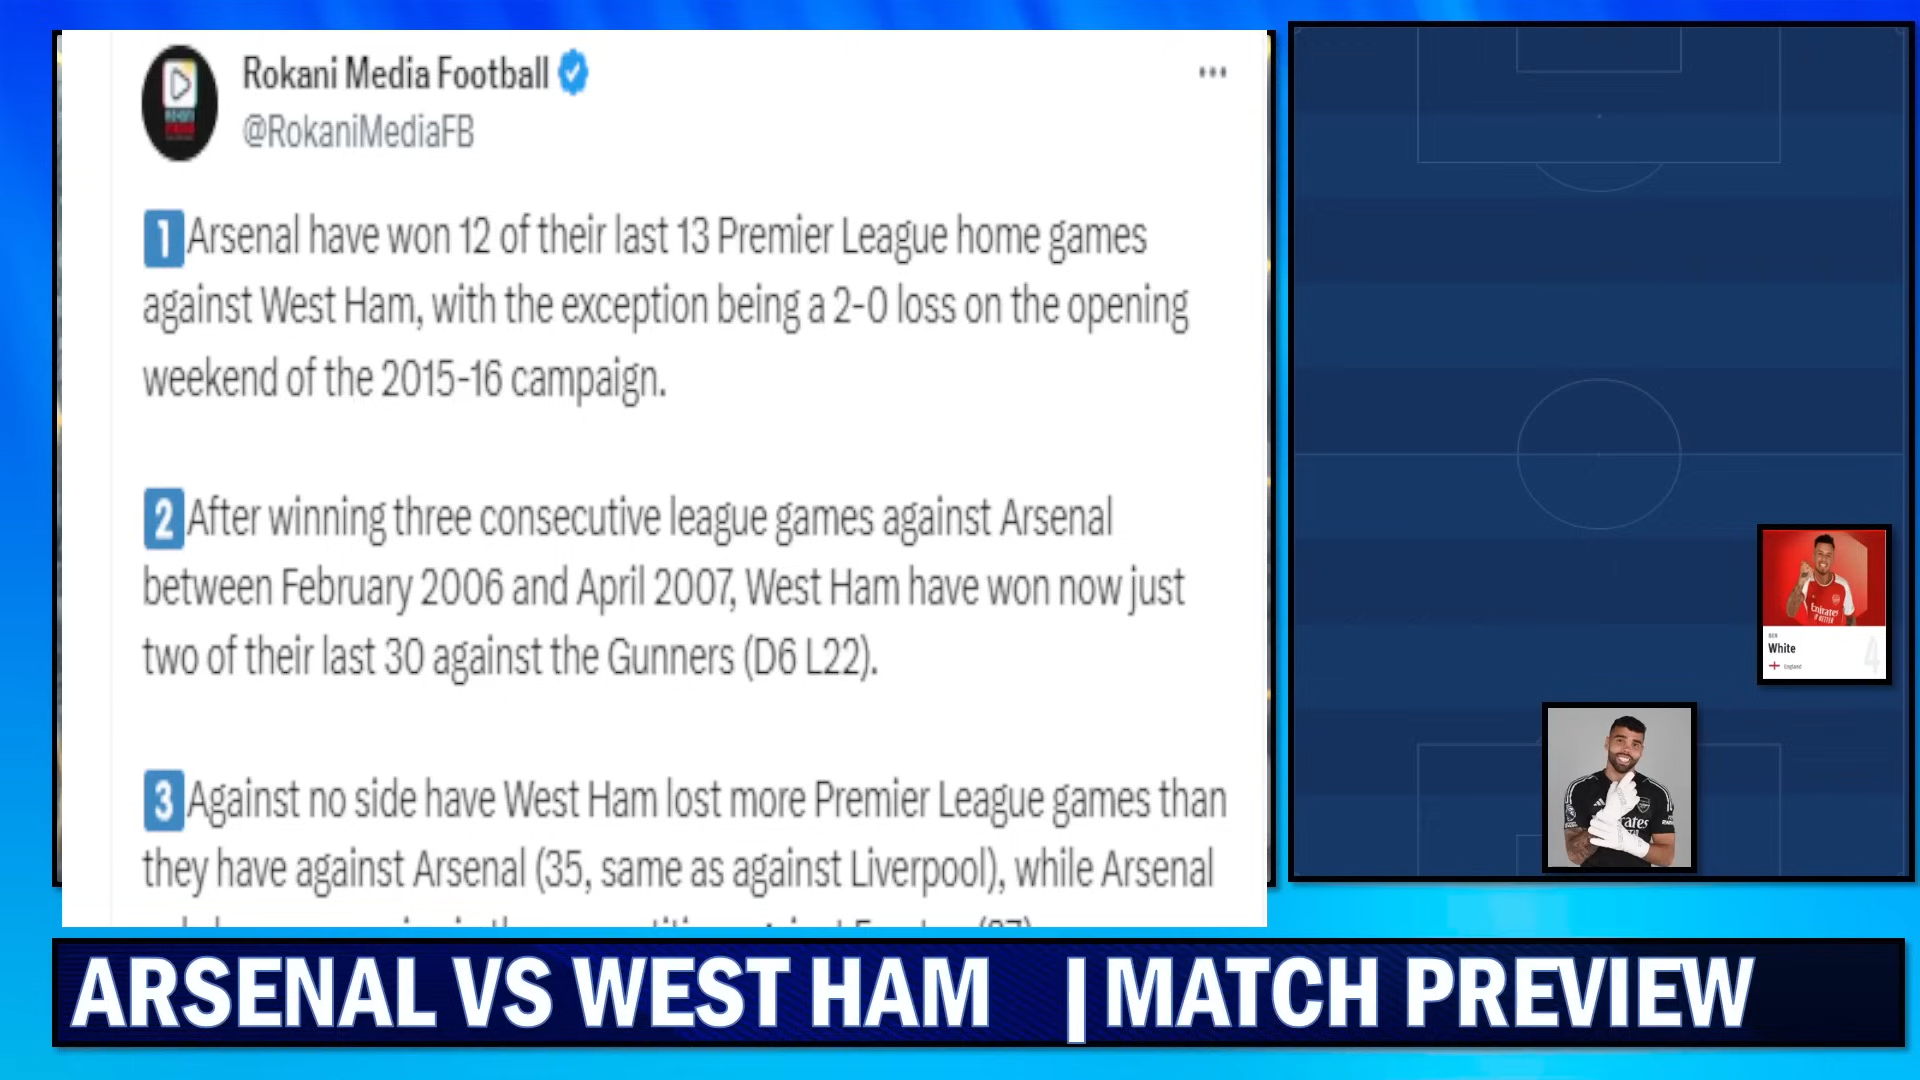 Rokani Media Football
@RokaniMediaFB
1 Arsenal have won 12 of their last 13 Premier League home games
against West Ham, with the exception being a 2-0 loss on the opening
weekend of the 2015-16 campaign.
2 After winning three consecutive league games against Arsenal
between February 2006 and April 2007, West Ham have won now just
two of their last 30 against the Gunners (D6 L22).
3 Against no side have West Ham lost more Premier League games than
they have against Arsenal (35, same as against Liverpool), while Arsenal
White
4
England
ARSENAL VS WEST HAM | MATCH PREVIEW